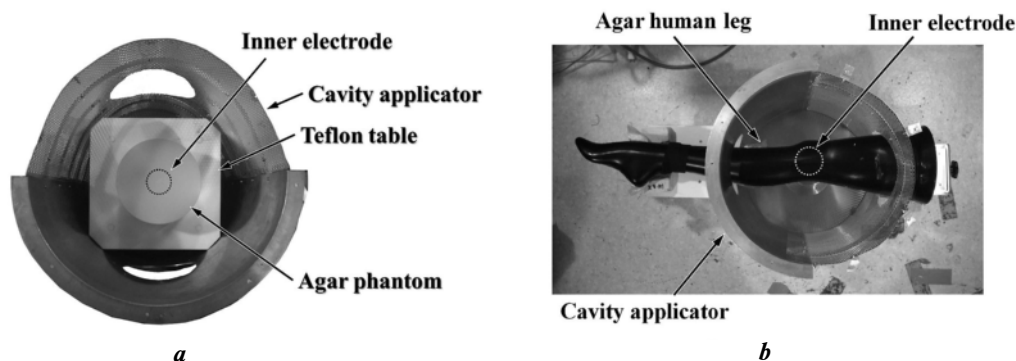 Inner electrode
Cavity applicator
Teflon table
Agar phantom
a
Agar human leg
Inner electrode
Cavity applicator
b